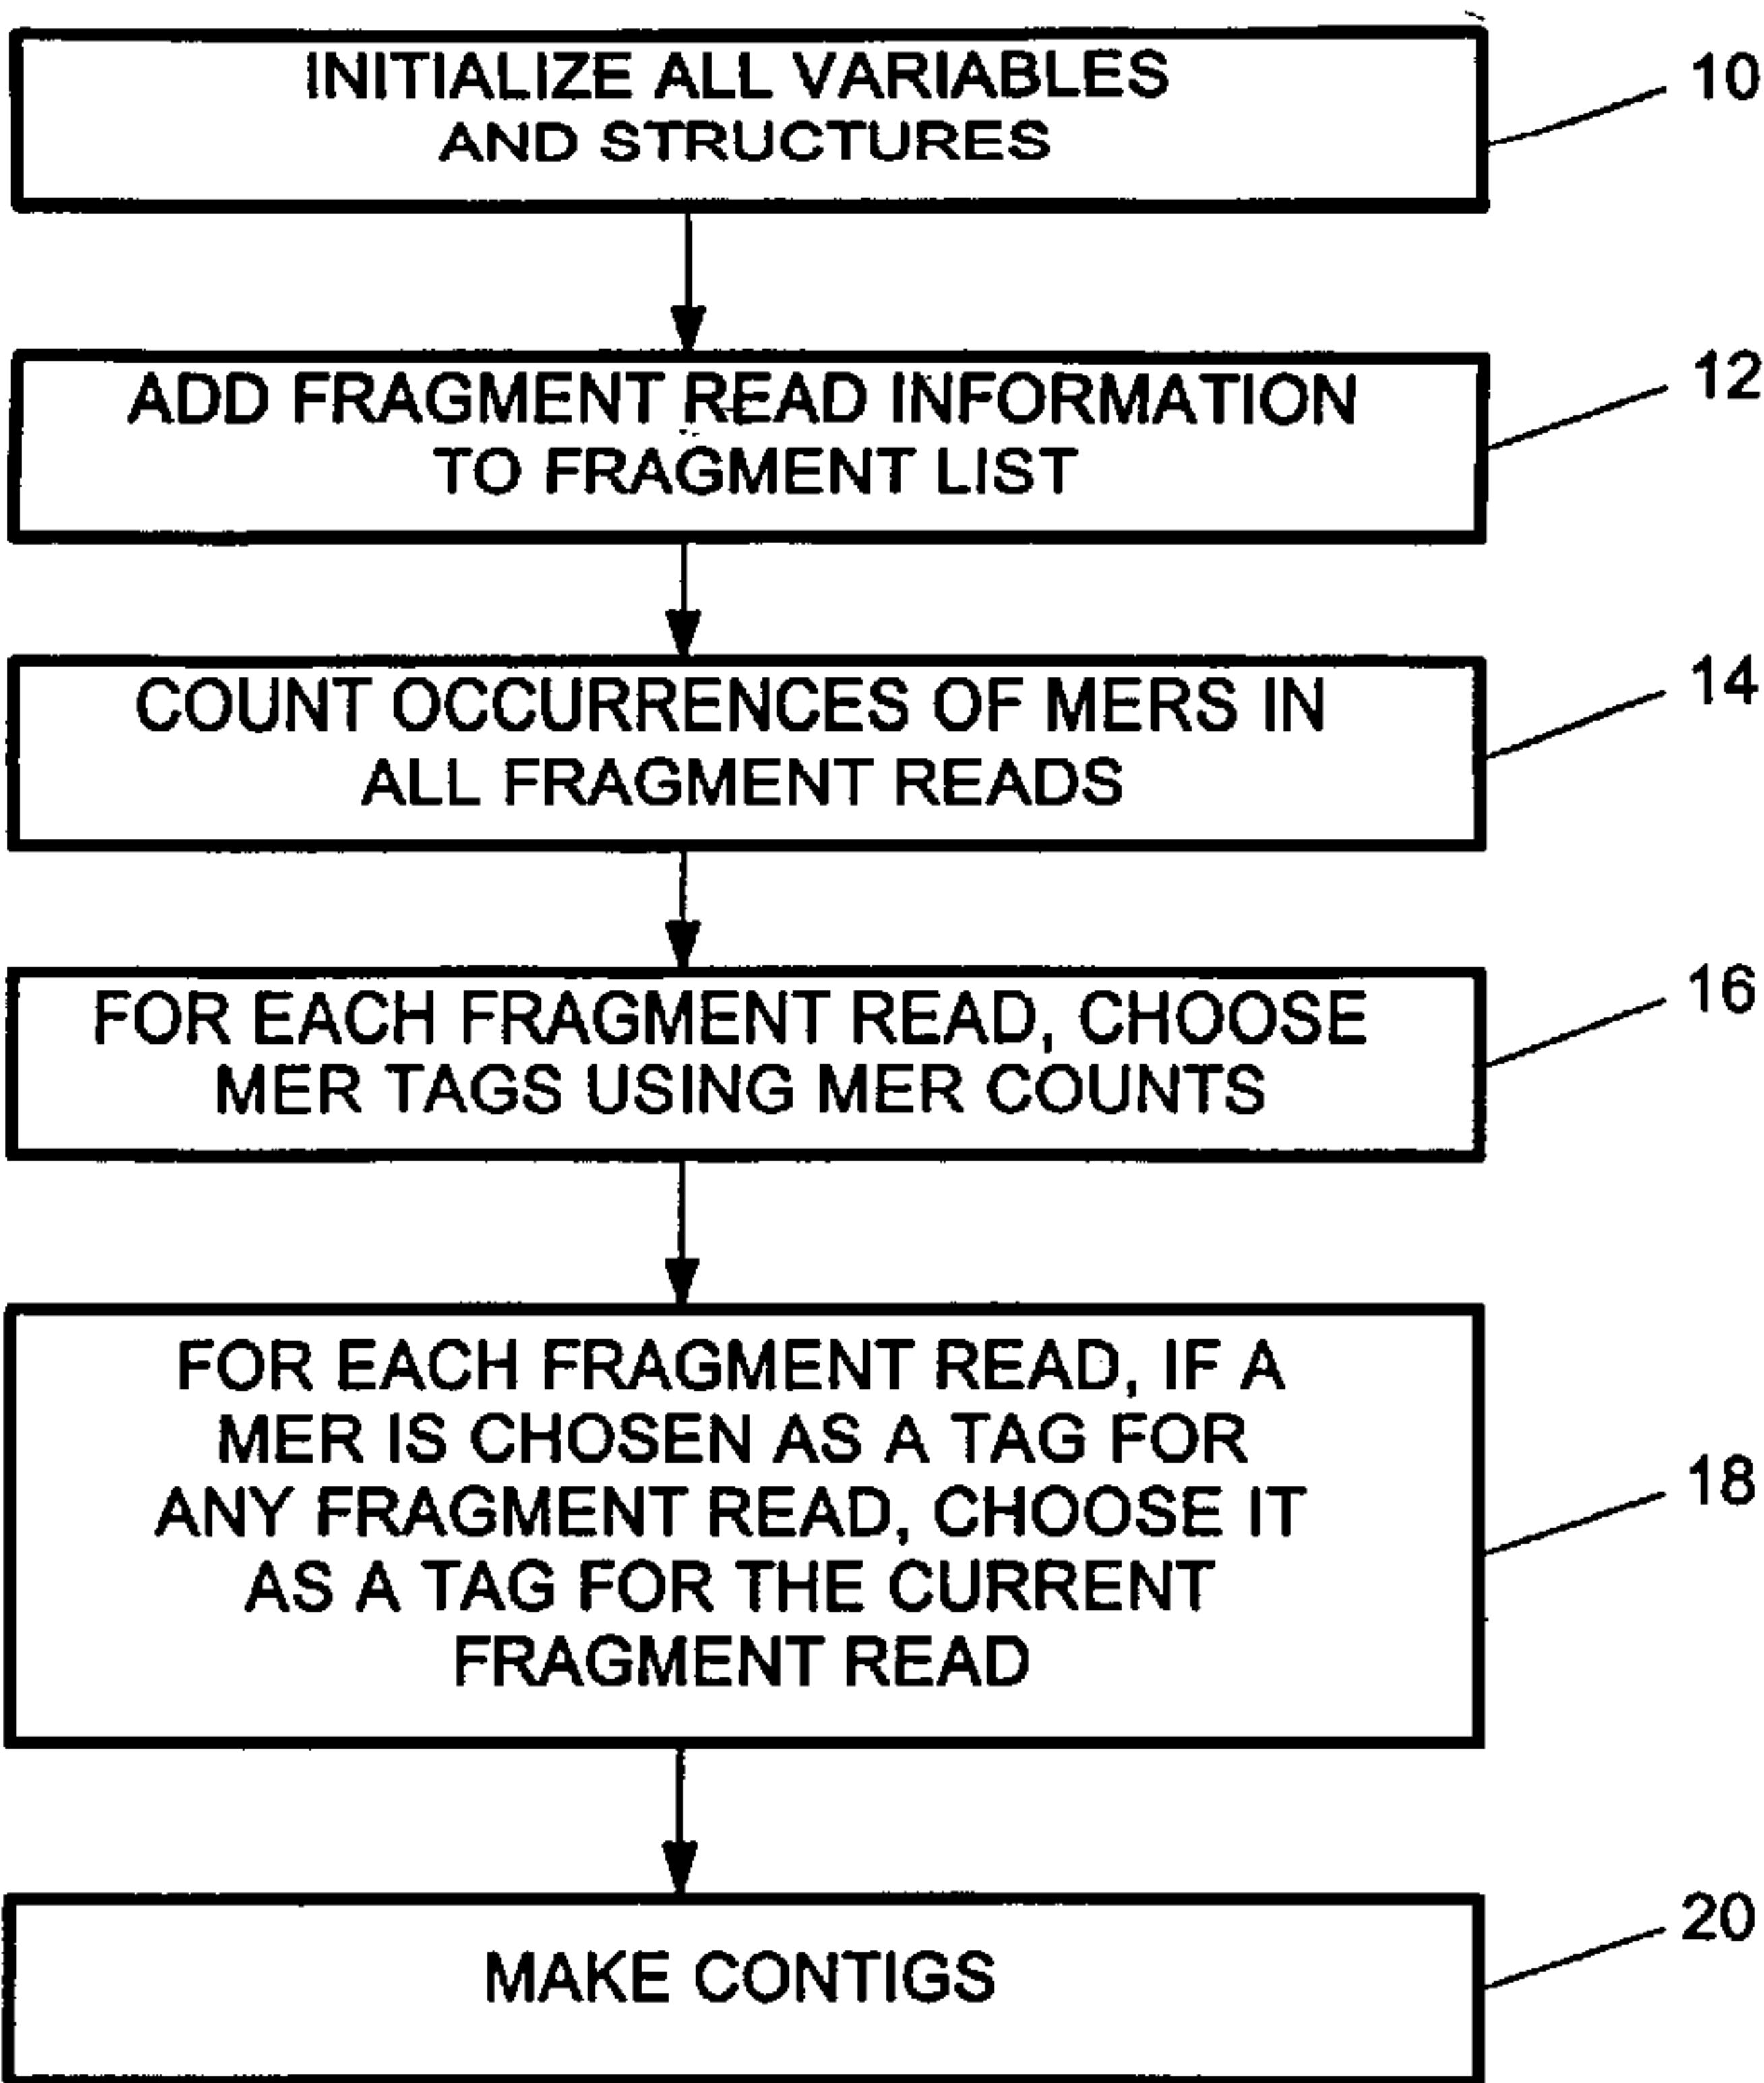 INITIALIZE ALL VARIABLES
AND STRUCTURES
10
ADD FRAGMENT READ INFORMATION
TO FRAGMENT LIST
12
COUNT OCCURRENCES OF MERS IN
ALL FRAGMENT READS
14
FOR EACH FRAGMENT READ, CHOOSE
MER TAGS USING MER COUNTS
16
FOR EACH FRAGMENT READ, IF A
MER IS CHOSEN AS A TAG FOR
ANY FRAGMENT READ, CHOOSE IT
AS A TAG FOR THE CURRENT
FRAGMENT READ
18
MAKE CONTIGS
20